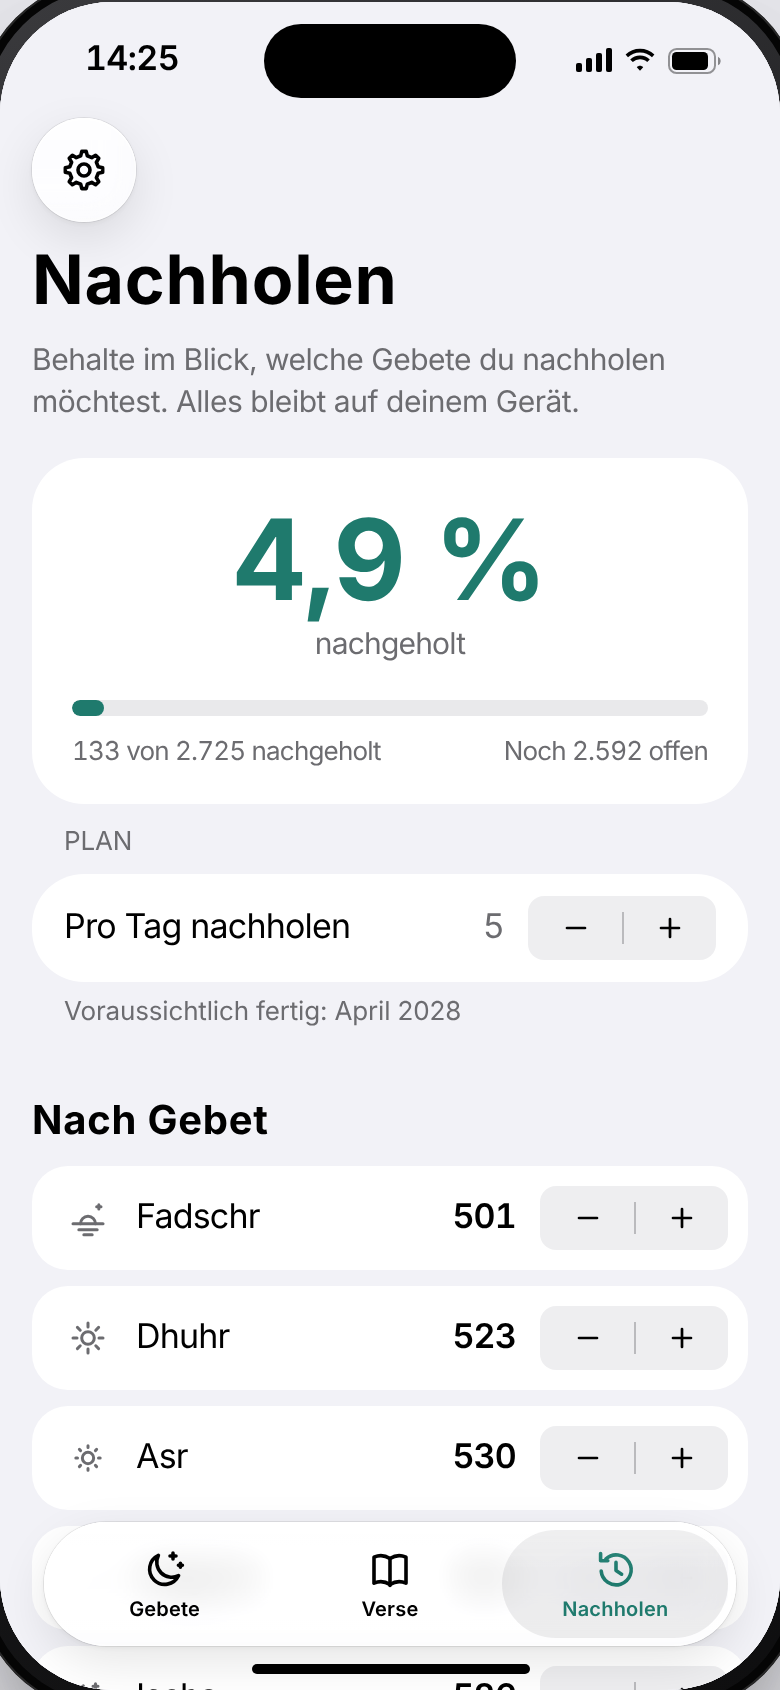 14:25
Nachholen
Behalte im Blick, welche Gebete du nachholen
möchtest. Alles bleibt auf deinem Gerät.
4,9 %
nachgeholt
133 von 2.725 nachgeholt
Noch 2.592 offen
PLAN
Pro Tag nachholen 5 − +
Voraussichtlich fertig: April 2028
Nach Gebet
Fadschr 501 − +
Dhuhr 523 − +
Asr 530 − +
Gebete
Verse
Nachholen